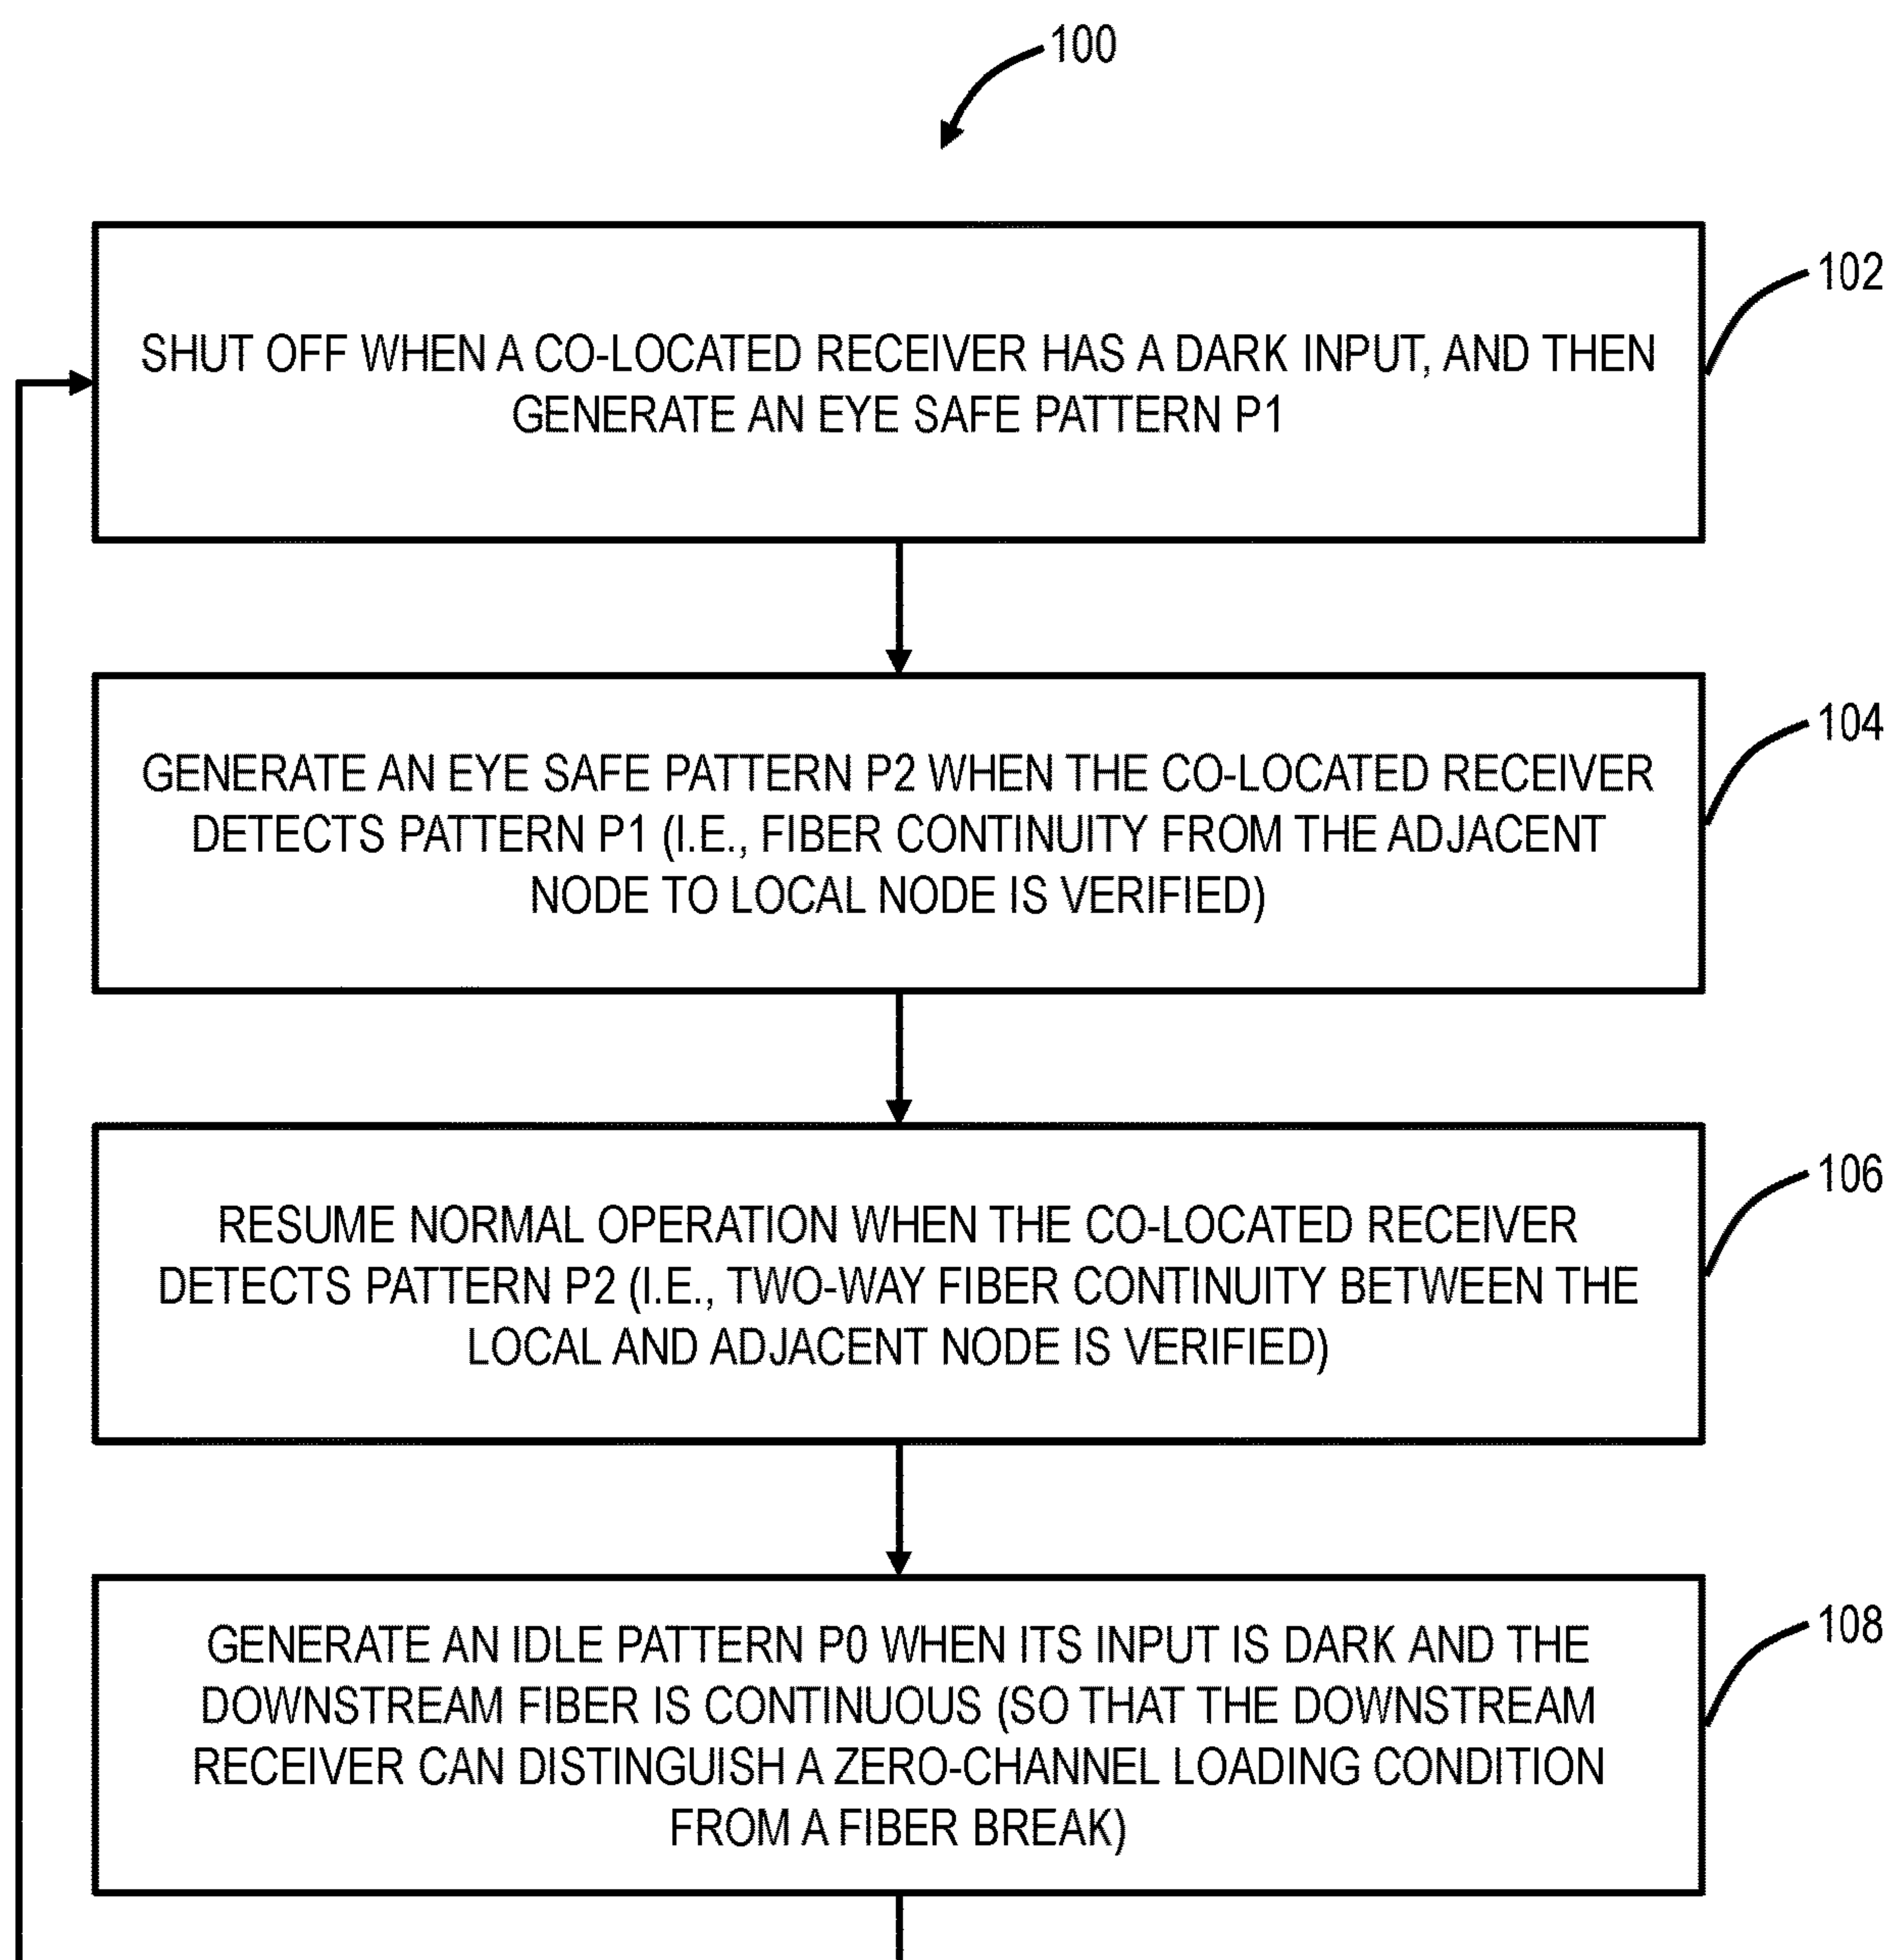 100
102
SHUT OFF WHEN A CO-LOCATED RECEIVER HAS A DARK INPUT, AND THEN
GENERATE AN EYE SAFE PATTERN P1
104
GENERATE AN EYE SAFE PATTERN P2 WHEN THE CO-LOCATED RECEIVER
DETECTS PATTERN P1 (I.E., FIBER CONTINUITY FROM THE ADJACENT
NODE TO LOCAL NODE IS VERIFIED)
106
RESUME NORMAL OPERATION WHEN THE CO-LOCATED RECEIVER
DETECTS PATTERN P2 (I.E., TWO-WAY FIBER CONTINUITY BETWEEN THE
LOCAL AND ADJACENT NODE IS VERIFIED)
108
GENERATE AN IDLE PATTERN P0 WHEN ITS INPUT IS DARK AND THE
DOWNSTREAM FIBER IS CONTINUOUS (SO THAT THE DOWNSTREAM
RECEIVER CAN DISTINGUISH A ZERO-CHANNEL LOADING CONDITION
FROM A FIBER BREAK)